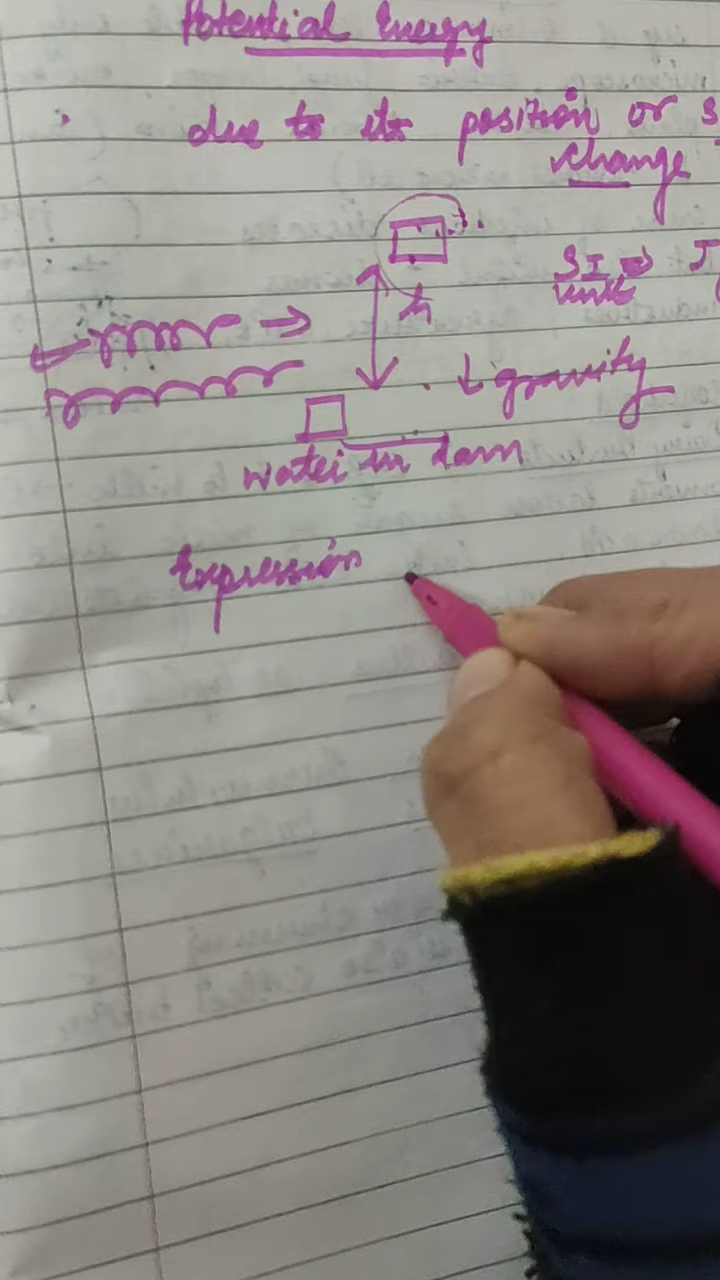 Potential Energy
due to its position or s
change
SI unit ⇒ J
h
↓ gravity
water in dam
Expression